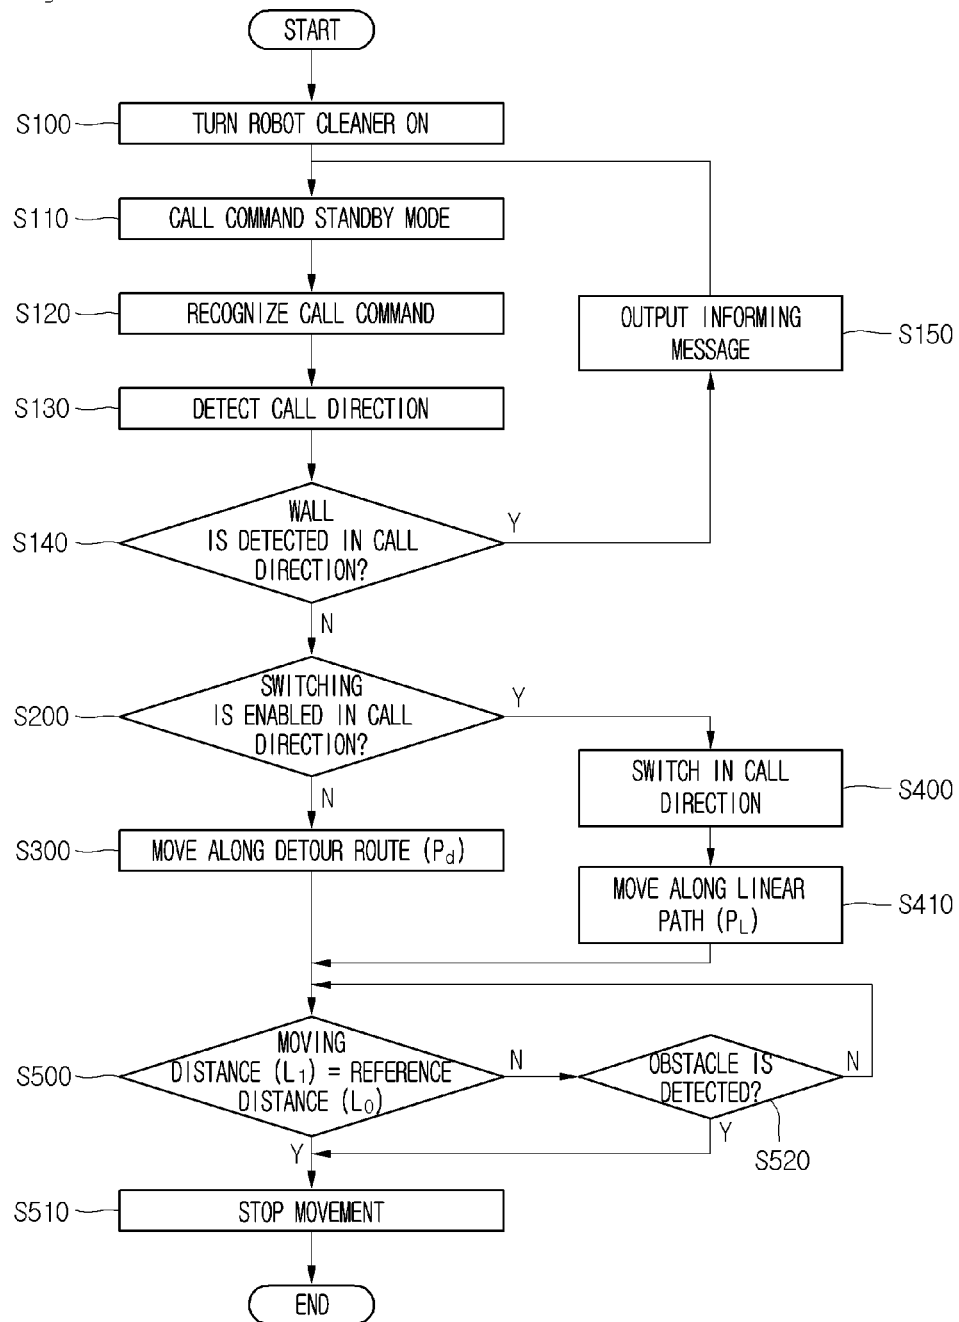 START
S100
TURN ROBOT CLEANER ON
S110
CALL COMMAND STANDBY MODE
S120
RECOGNIZE CALL COMMAND
OUTPUT INFORMING
MESSAGE
S150
S130
DETECT CALL DIRECTION
S140
WALL
IS DETECTED IN CALL
DIRECTION?
Y
N
S200
SWITCHING
IS ENABLED IN CALL
DIRECTION?
Y
N
SWITCH IN CALL
DIRECTION
S400
S300
MOVE ALONG DETOUR ROUTE (Pd)
MOVE ALONG LINEAR
PATH (PL)
S410
S500
MOVING
DISTANCE (L1) = REFERENCE
DISTANCE (L0)
N
Y
OBSTACLE IS
DETECTED?
N
Y
S520
S510
STOP MOVEMENT
END